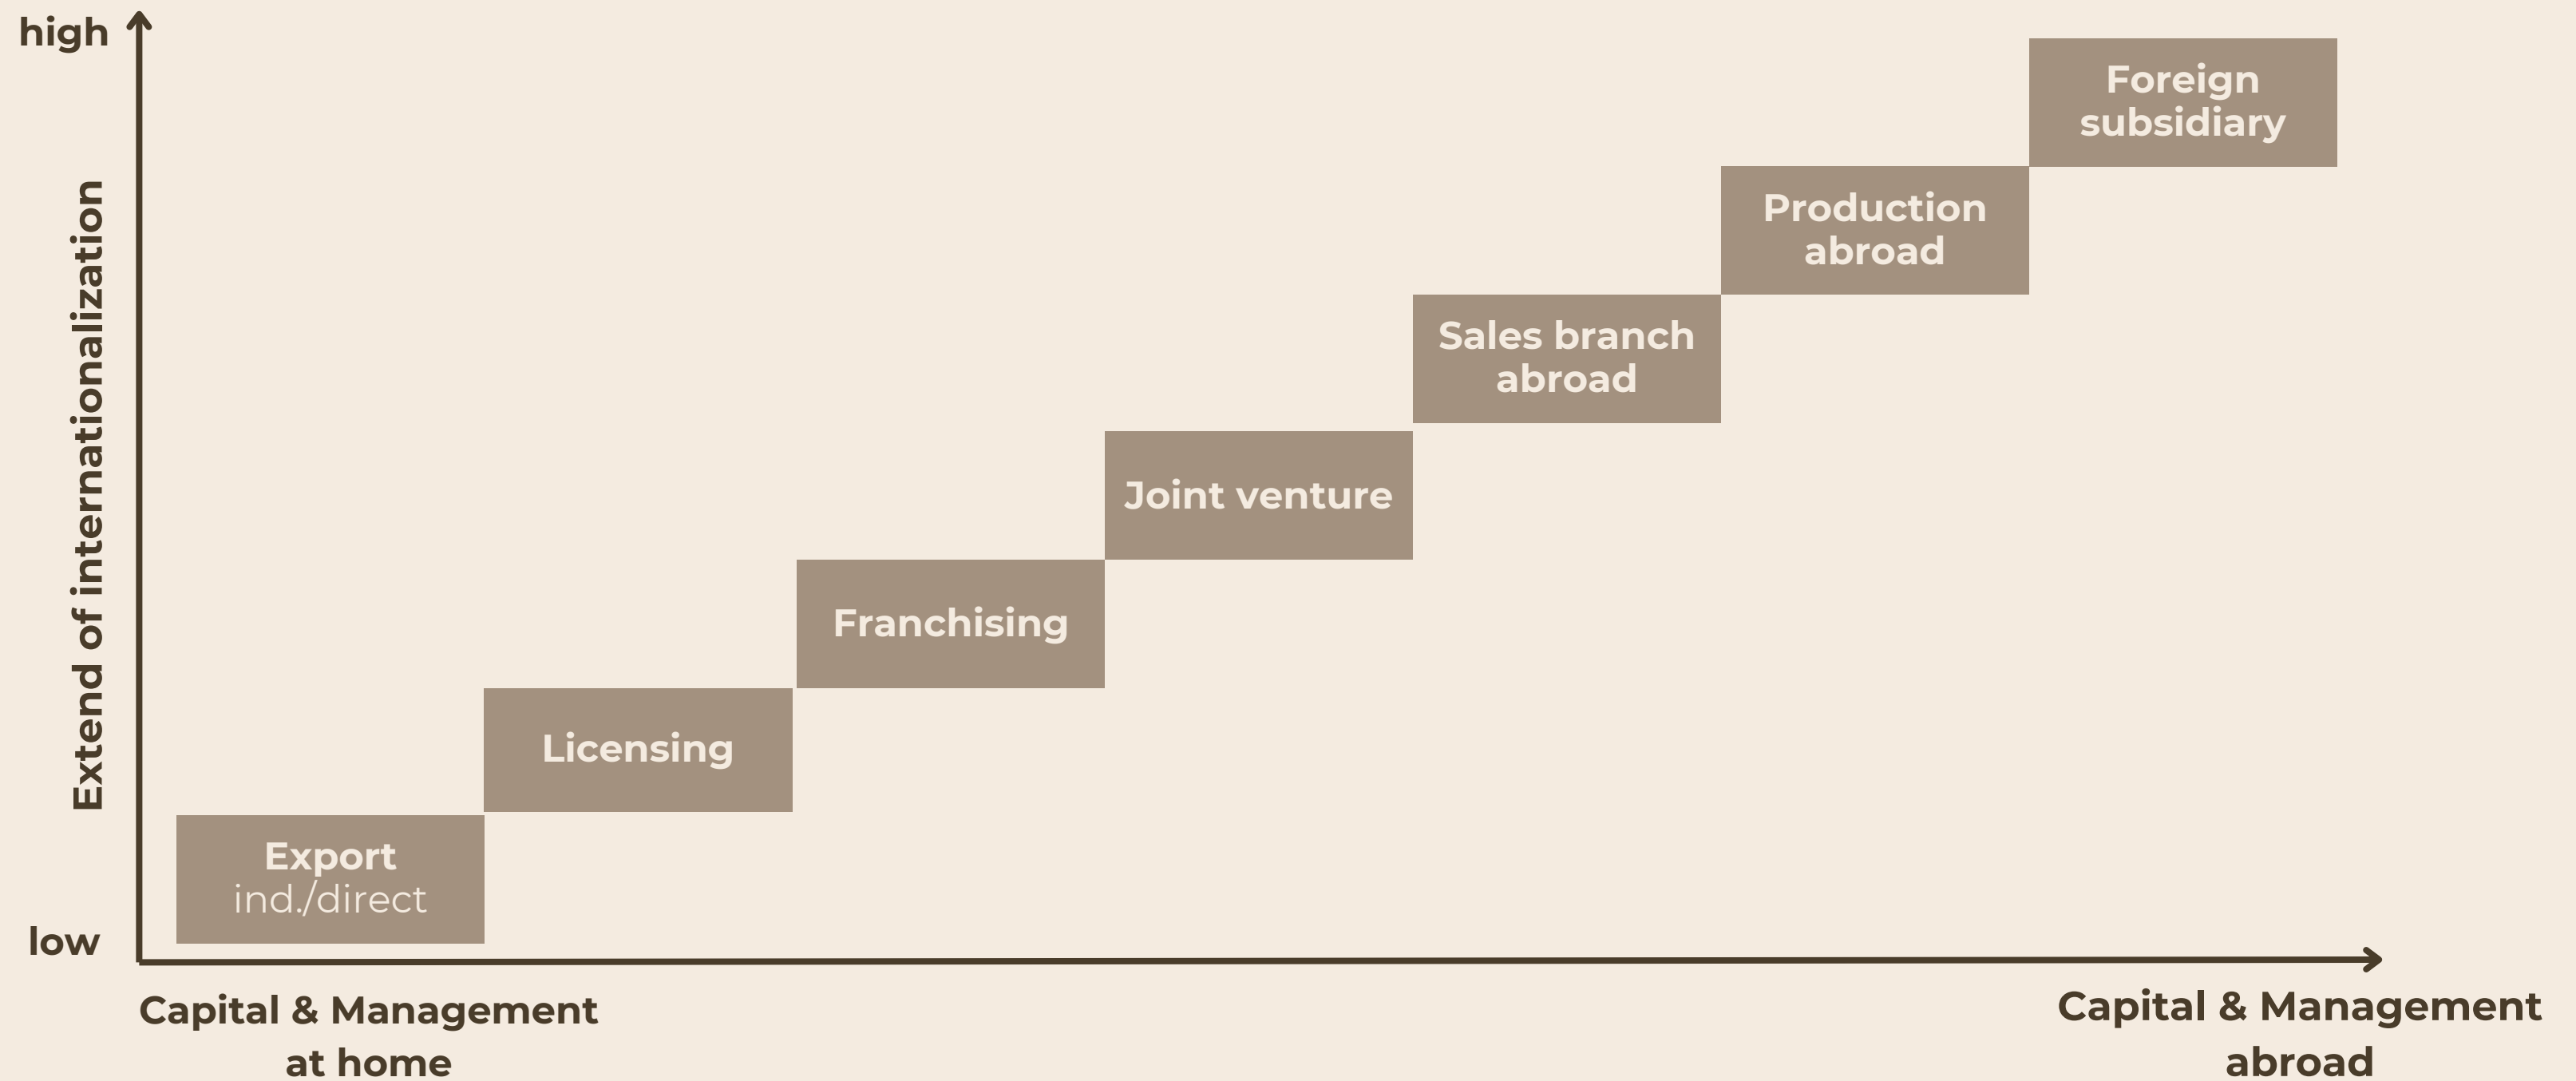 high
Foreign
subsidiary
Production
abroad
Sales branch
abroad
Joint venture
Franchising
Licensing
Export
ind./direct
Extend of internationalization
low
Capital & Management
at home
Capital & Management
abroad